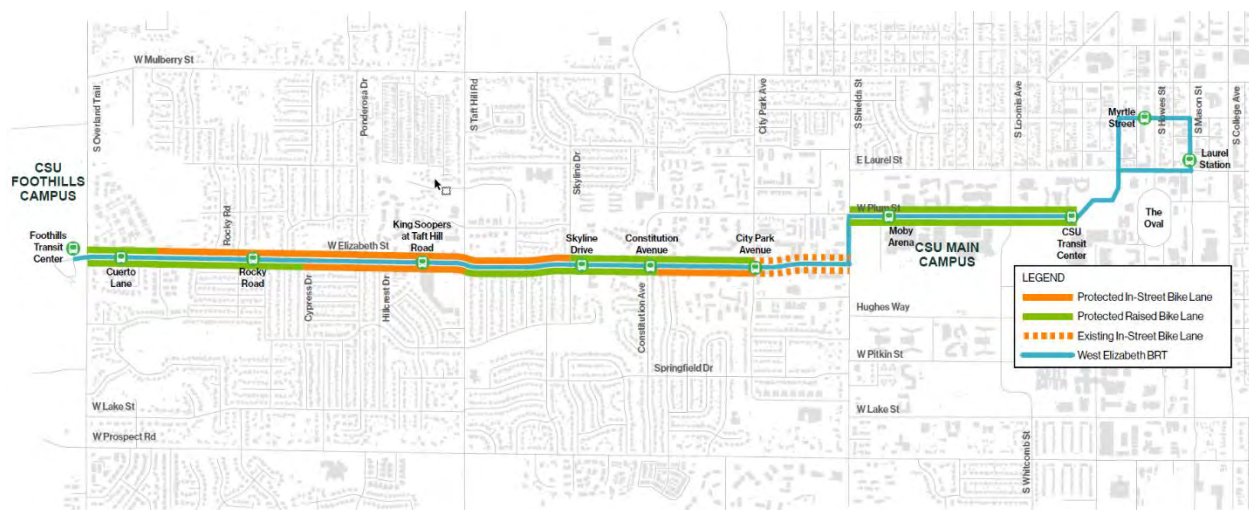 W Mulberry St
S Overland Trail
Ponderosa Dr
S Taft Hill Rd
City Park Ave
S Shields St
S Loomis Ave
Myrtle
Street
S Howes St
S Mason St
S College Ave
E Laurel St
Laurel
Station
CSU
FOOTHILLS
CAMPUS
Skyline Dr
Rocky Rd
W Plum St
The
Oval
Foothills
Transit
Center
W Elizabeth St
King Soopers
at Taft Hill
Road
Skyline
Drive
Constitution
Avenue
City Park
Avenue
Moby
Arena
CSU MAIN
CAMPUS
CSU
Transit
Center
Cuerto
Lane
Rocky
Road
Cypress Dr
Hillcrest Dr
Constitution Ave
LEGEND
Protected In-Street Bike Lane
Protected Raised Bike Lane
Existing In-Street Bike Lane
West Elizabeth BRT
Hughes Way
W Pitkin St
Springfield Dr
W Lake St
W Lake St
W Prospect Rd
S Whitcomb St